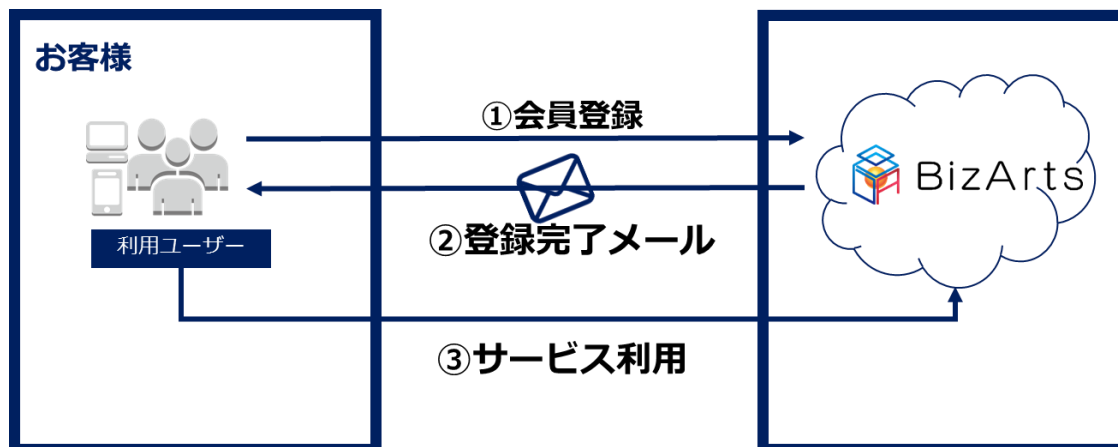 お客様
①会員登録
BizArts
②登録完了メール
利用ユーザー
③サービス利用